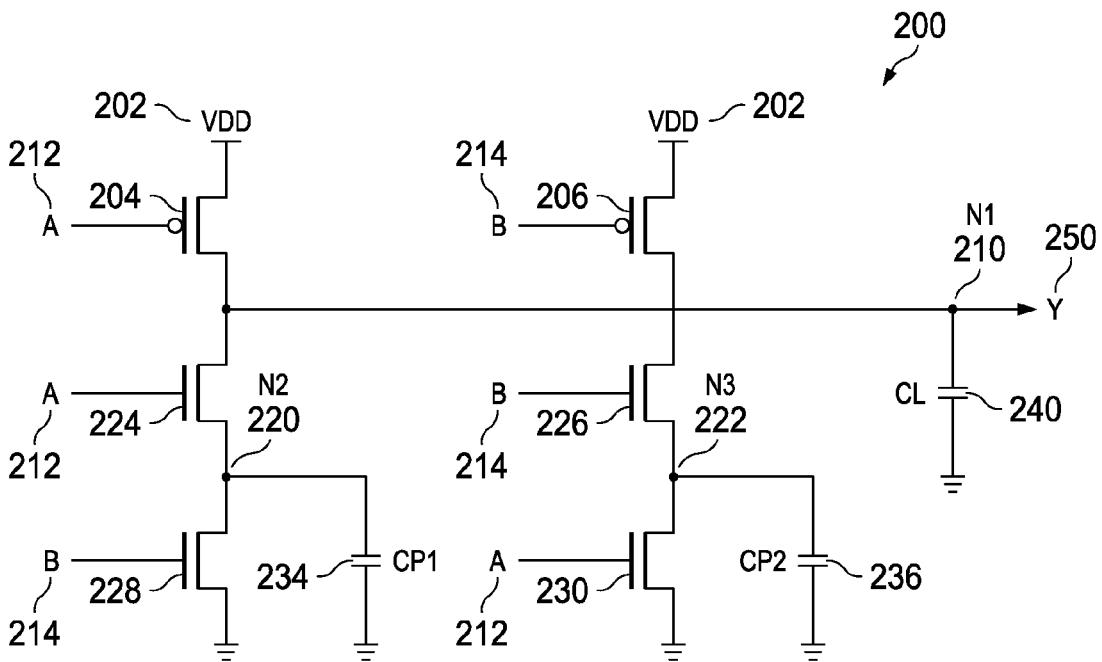 200
202 VDD VDD 202
212 204 214 206
A B N1 210 250
Y
A N2 B N3
224 220 226 222 CL 240
212 214
B 234 CP1 A CP2 236
228 230
214 212